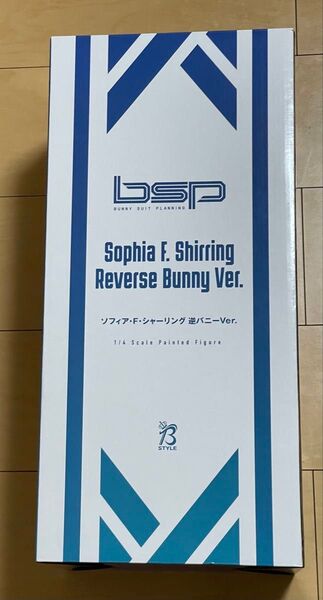 bsp
BUNNY SUIT PLANNING
Sophia F. Shirring
Reverse Bunny Ver.
ソフィア・F・シャーリング 逆バニーVer.
1/4 Scale Painted Figure
B
STYLE